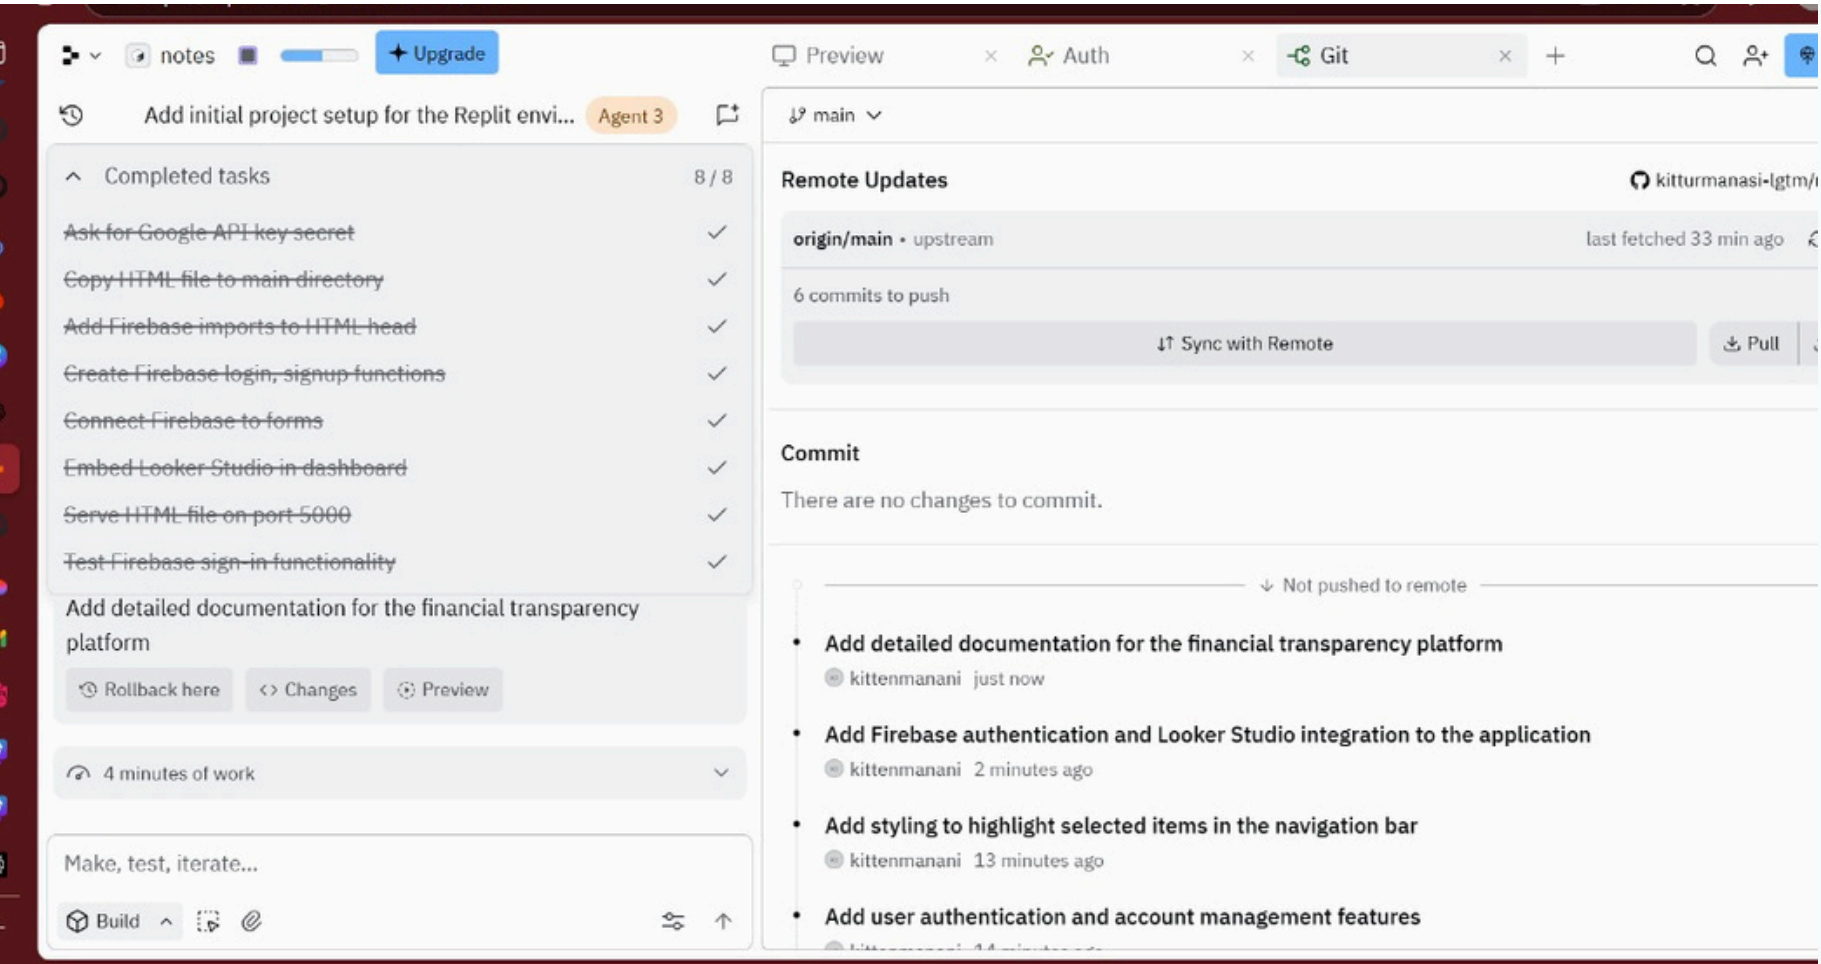 notes
Upgrade
Add initial project setup for the Replit envi...
Agent 3
Completed tasks
8 / 8
Ask for Google API key secret
Copy HTML file to main directory
Add Firebase imports to HTML head
Create Firebase login, signup functions
Connect Firebase to forms
Embed Looker Studio in dashboard
Serve HTML file on port 5000
Test Firebase sign-in functionality
Add detailed documentation for the financial transparency
platform
Rollback here
Changes
Preview
4 minutes of work
Make, test, iterate...
Build
Preview
Auth
Git
main
Remote Updates
kitturmanasi-lgtm/
origin/main • upstream
last fetched 33 min ago
6 commits to push
Sync with Remote
Pull
Commit
There are no changes to commit.
Not pushed to remote
Add detailed documentation for the financial transparency platform
kittenmanani just now
Add Firebase authentication and Looker Studio integration to the application
kittenmanani 2 minutes ago
Add styling to highlight selected items in the navigation bar
kittenmanani 13 minutes ago
Add user authentication and account management features